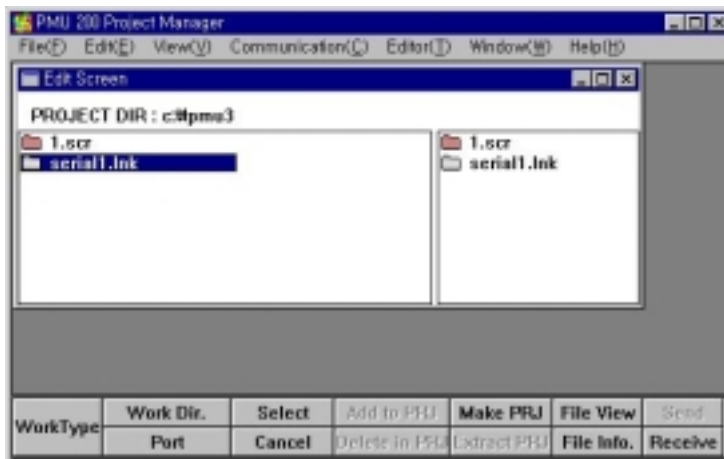 PMU 200 Project Manager
File(F) Edit(E) View(V) Communication(C) Editor(T) Window(W) Help(H)
Edit Screen
PROJECT DIR : c:₩pmu3
1.scr
serial1.lnk
1.scr
serial1.lnk
WorkType
Work Dir. Select Add to PRJ Make PRJ File View Send
Port Cancel Delete in PRJ Extract PRJ File Info. Receive